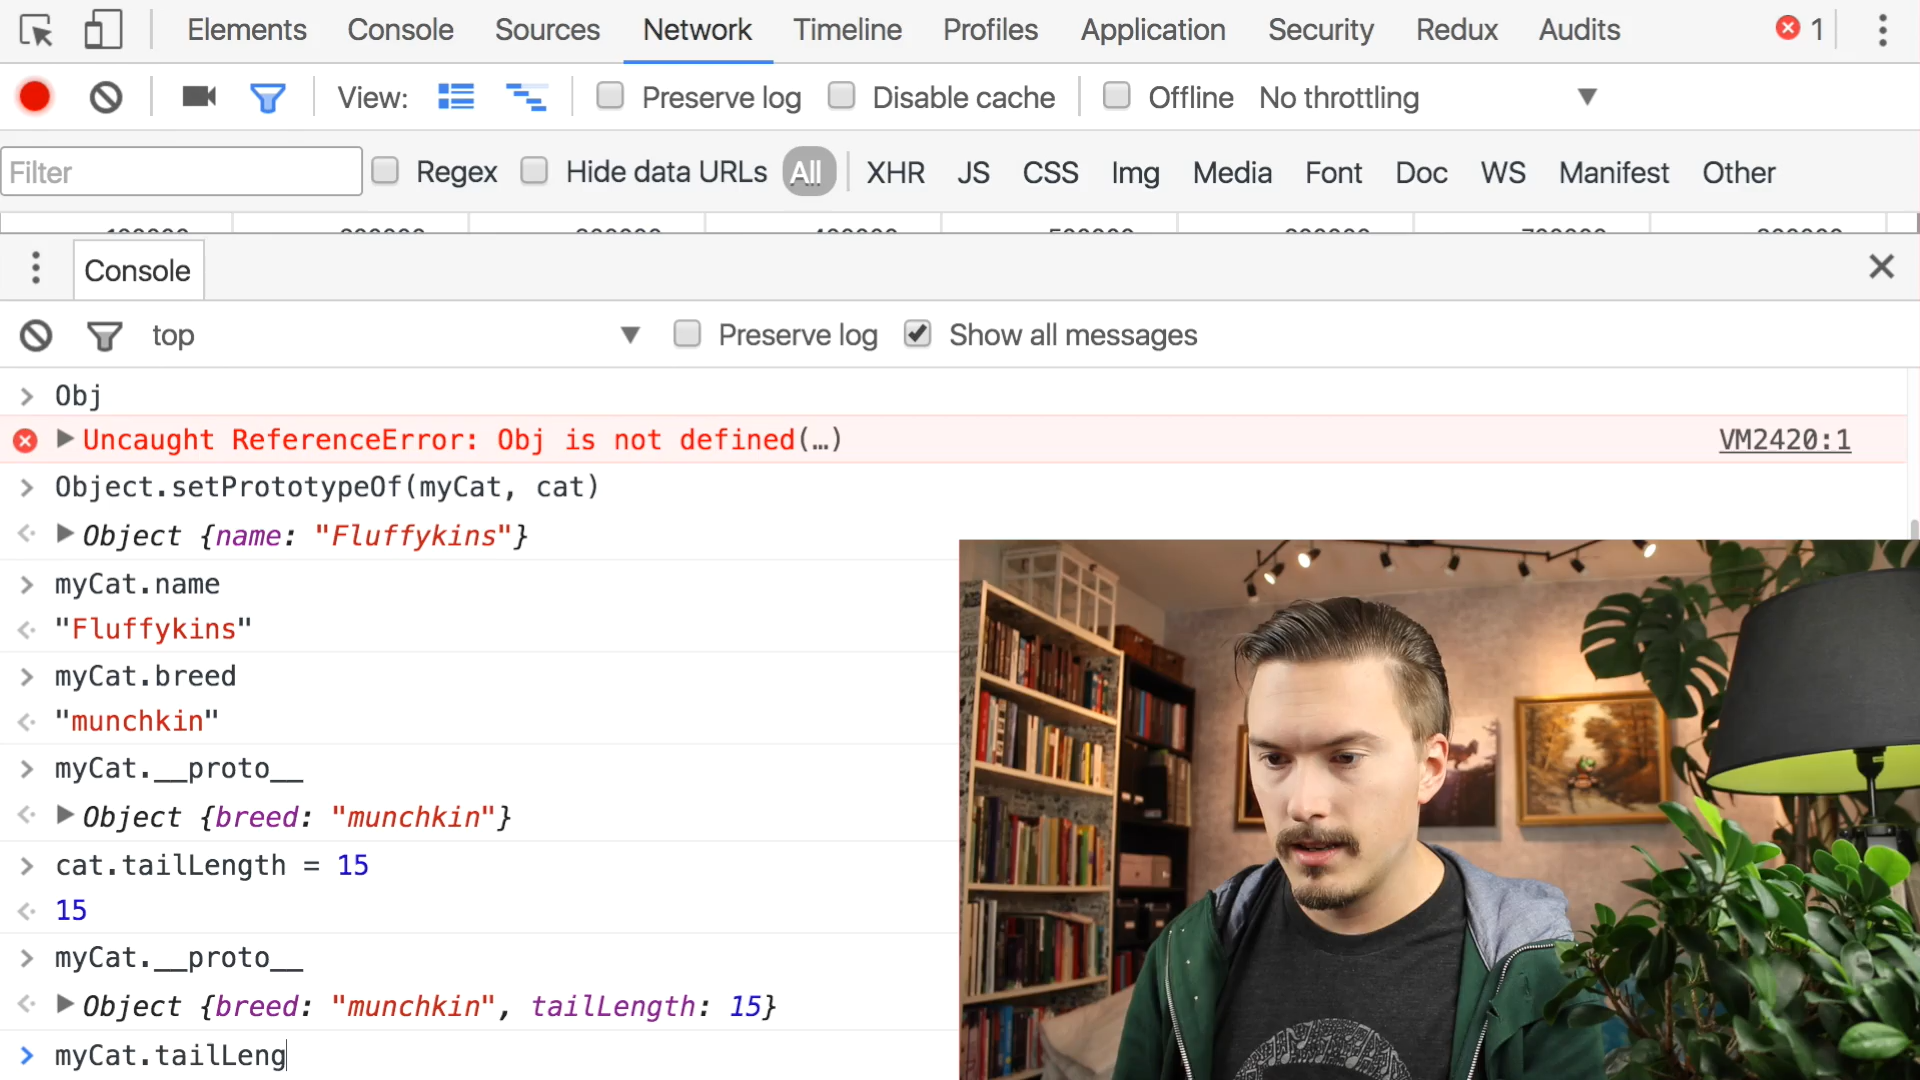 Elements Console Sources Network Timeline Profiles Application Security Redux Audits 1
View: Preserve log Disable cache Offline No throttling
Filter Regex Hide data URLs All XHR JS CSS Img Media Font Doc WS Manifest Other
Console
top Preserve log Show all messages
Obj
Uncaught ReferenceError: Obj is not defined(…) VM2420:1
Object.setPrototypeOf(myCat, cat)
Object {name: "Fluffykins"}
myCat.name
"Fluffykins"
myCat.breed
"munchkin"
myCat.__proto__
Object {breed: "munchkin"}
cat.tailLength = 15
15
myCat.__proto__
Object {breed: "munchkin", tailLength: 15}
myCat.tailLeng